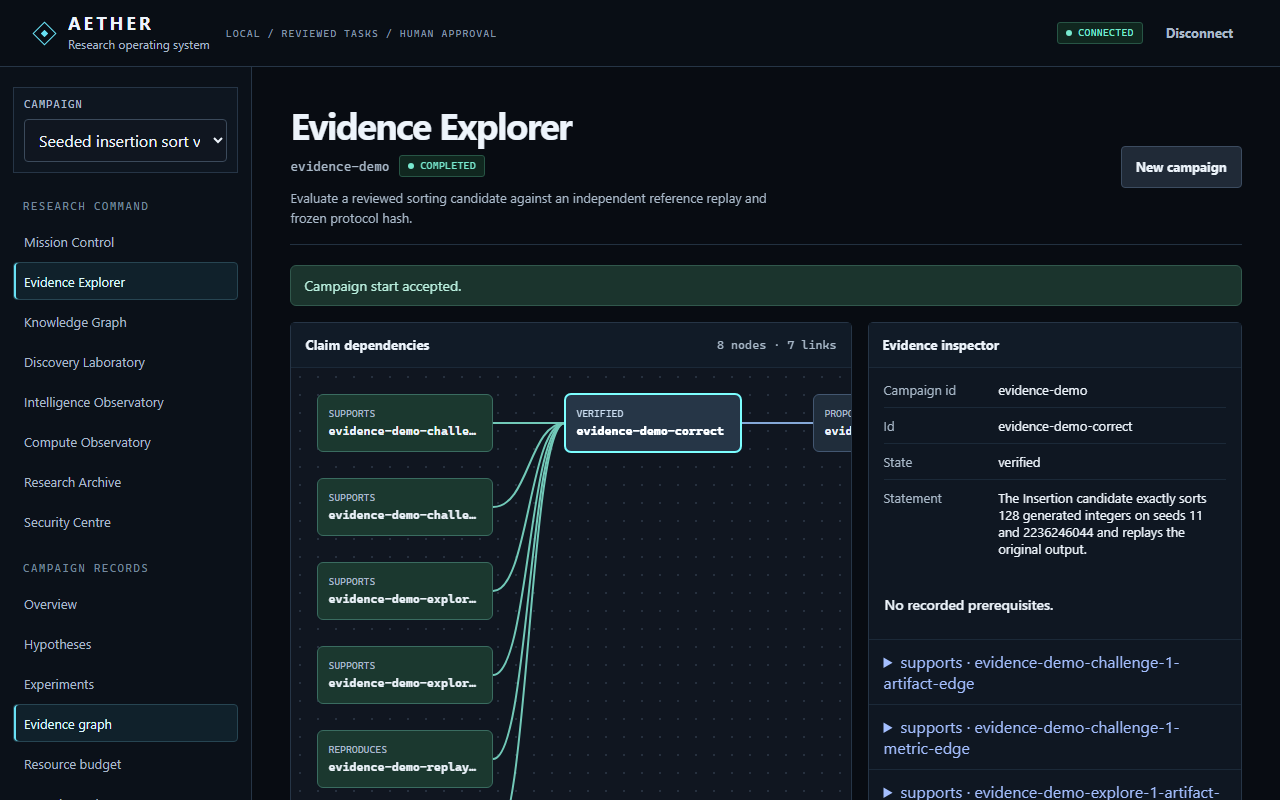 AETHER
Research operating system
LOCAL / REVIEWED TASKS / HUMAN APPROVAL
CONNECTED
Disconnect
CAMPAIGN
Seeded insertion sort v
RESEARCH COMMAND
Mission Control
Evidence Explorer
Knowledge Graph
Discovery Laboratory
Intelligence Observatory
Compute Observatory
Research Archive
Security Centre
CAMPAIGN RECORDS
Overview
Hypotheses
Experiments
Evidence graph
Resource budget
Evidence Explorer
evidence-demo
COMPLETED
Evaluate a reviewed sorting candidate against an independent reference replay and
frozen protocol hash.
New campaign
Campaign start accepted.
Claim dependencies
8 nodes · 7 links
SUPPORTS
evidence-demo-challe…
SUPPORTS
evidence-demo-challe…
SUPPORTS
evidence-demo-explor…
SUPPORTS
evidence-demo-explor…
REPRODUCES
evidence-demo-replay…
VERIFIED
evidence-demo-correct
PROPO
evid
Evidence inspector
Campaign id evidence-demo
Id evidence-demo-correct
State verified
Statement The Insertion candidate exactly sorts
128 generated integers on seeds 11
and 2236246044 and replays the
original output.
No recorded prerequisites.
supports · evidence-demo-challenge-1-
artifact-edge
supports · evidence-demo-challenge-1-
metric-edge
supports · evidence-demo-explore-1-artifact-